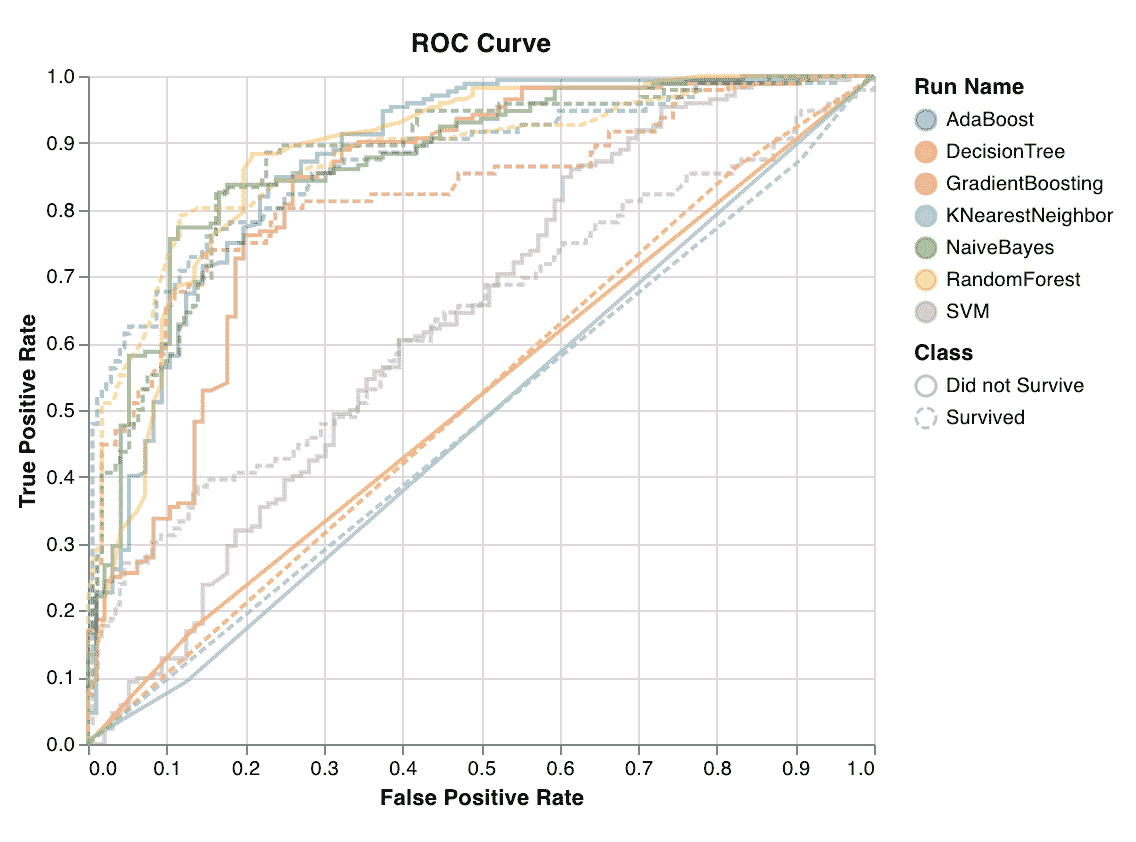 ROC Curve
True Positive Rate
1.0
0.9
0.8
0.7
0.6
0.5
0.4
0.3
0.2
0.1
0.0
0.0 0.1 0.2 0.3 0.4 0.5 0.6 0.7 0.8 0.9 1.0
False Positive Rate
Run Name
AdaBoost
DecisionTree
GradientBoosting
KNearestNeighbor
NaiveBayes
RandomForest
SVM
Class
Did not Survive
Survived